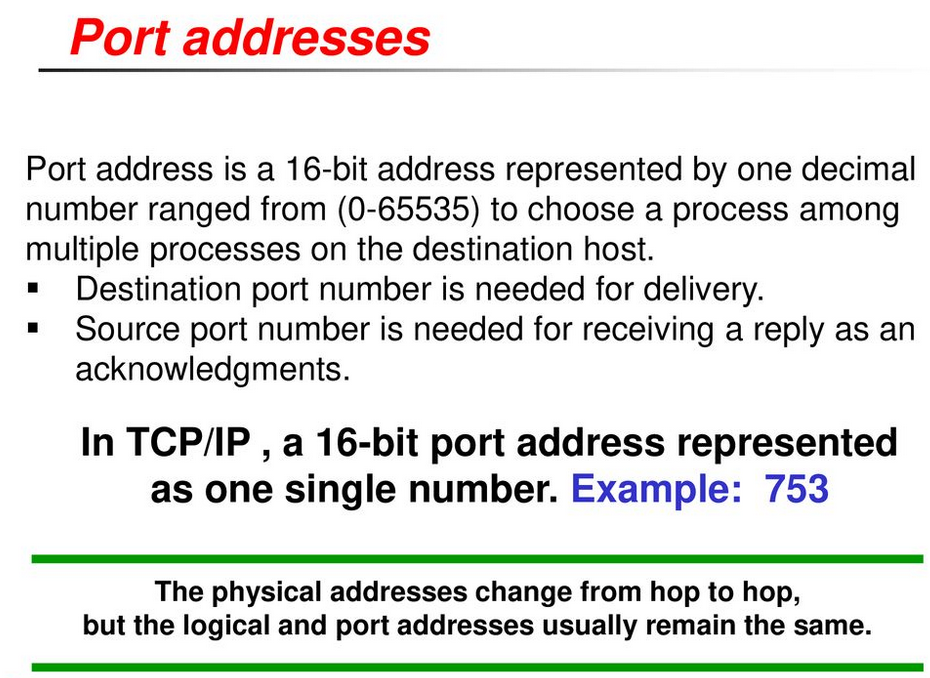 Port addresses
Port address is a 16-bit address represented by one decimal
number ranged from (0-65535) to choose a process among
multiple processes on the destination host.
▪ Destination port number is needed for delivery.
▪ Source port number is needed for receiving a reply as an
acknowledgments.
In TCP/IP , a 16-bit port address represented
as one single number. Example: 753
The physical addresses change from hop to hop,
but the logical and port addresses usually remain the same.